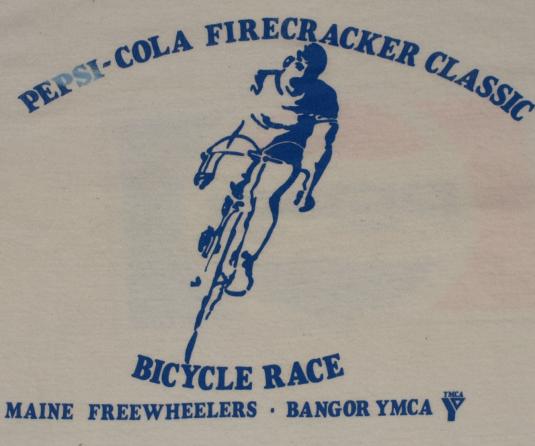 PEPSI-COLA FIRECRACKER CLASSIC
BICYCLE RACE
MAINE FREEWHEELERS · BANGOR YMCA YMCA